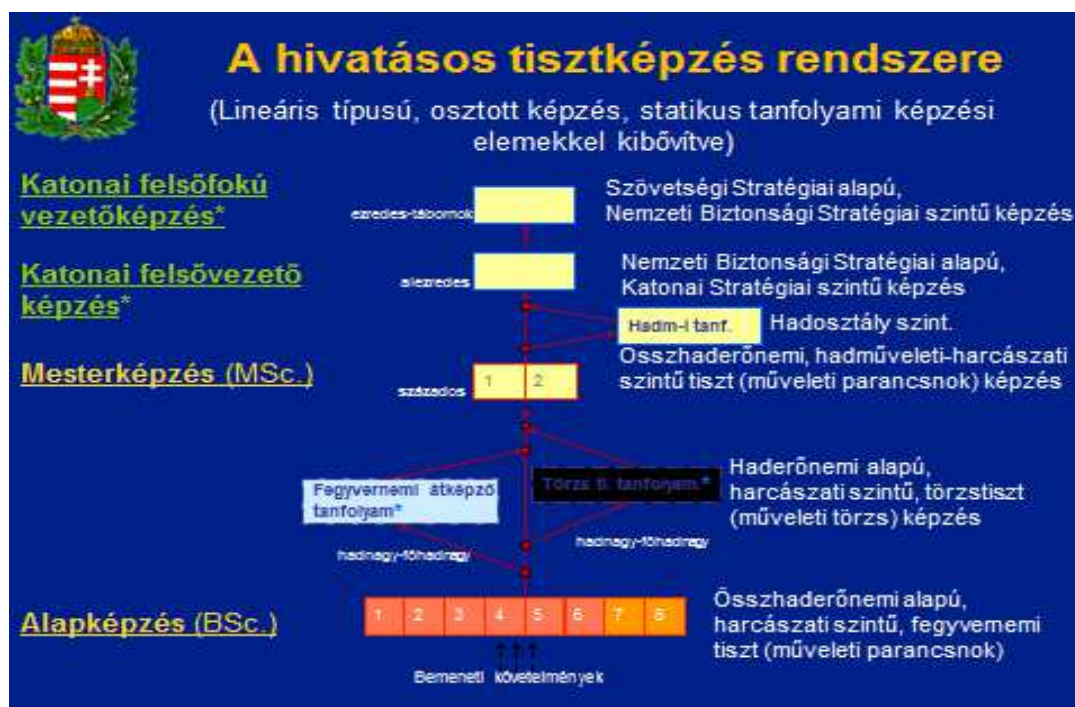 A hivatásos tisztképzés rendszere
(Lineáris típusú, osztott képzés, statikus tanfolyami képzési
elemekkel kibővítve)
Katonai felsőfokú
vezetőképzés*
ezredes-tábornok
Szövetségi Stratégiai alapú,
Nemzeti Biztonsági Stratégiai szintű képzés
Katonai felsővezető
képzés*
alezredes
Nemzeti Biztonsági Stratégiai alapú,
Katonai Stratégiai szintű képzés
Hadm-i tanf.
Hadosztály szint.
Mesterképzés (MSc.)
százados
1 2
Összhaderőnemi, hadműveleti-harcászati
szintű tiszt (műveleti parancsnok) képzés
Fegyvernemi átképző
tanfolyam*
Törzs ti. tanfolyam.*
Haderőnemi alapú,
harcászati szintű, törzstiszt
(műveleti törzs) képzés
hadnagy-főhadnagy
hadnagy-főhadnagy
Alapképzés (BSc.)
1 2 3 4 5 6 7 8
Összhaderőnemi alapú,
harcászati szintű, fegyvernemi
tiszt (műveleti parancsnok)
Bemeneti követelmények